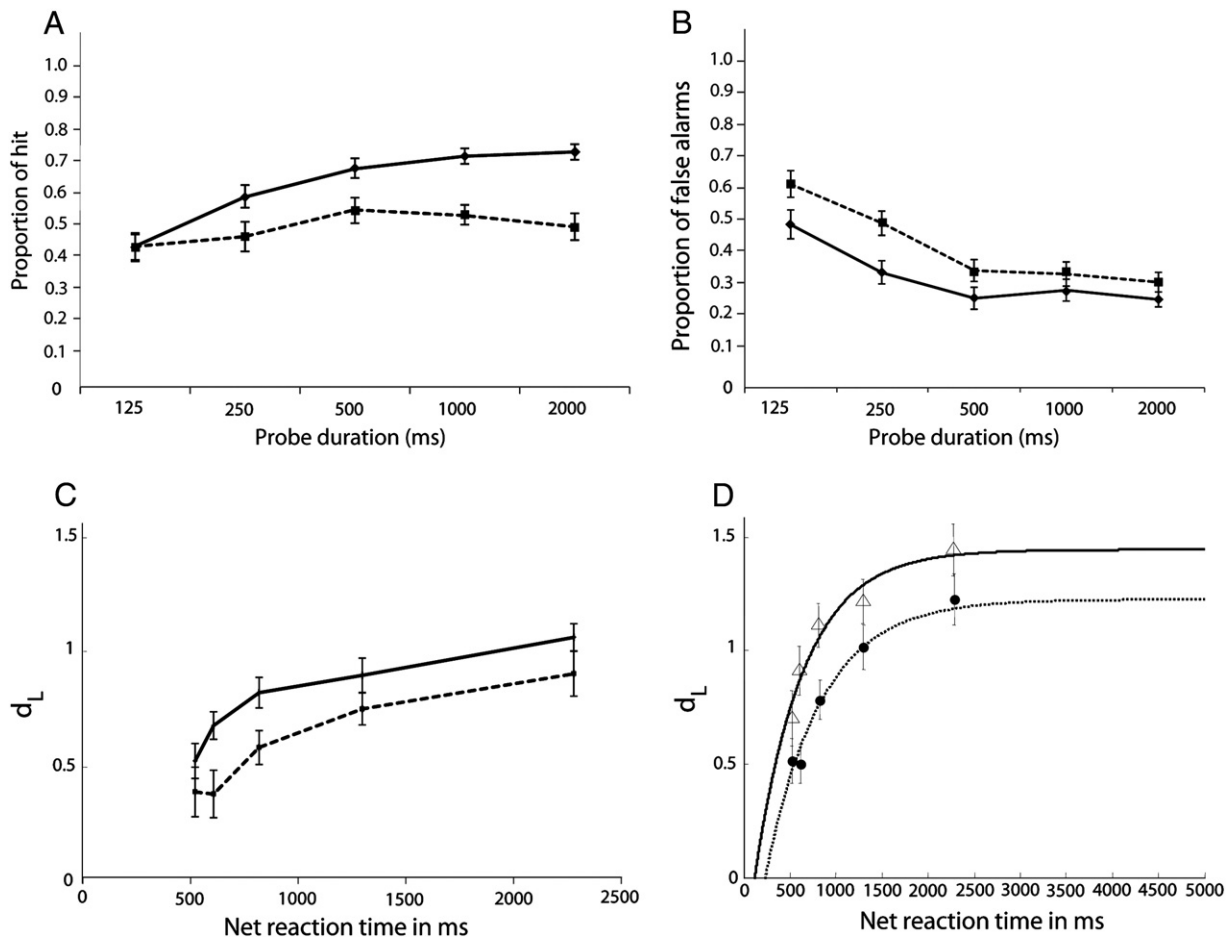 A
Proportion of hit
1.0
0.9
0.8
0.7
0.6
0.5
0.4
0.3
0.2
0.1
0
125 250 500 1000 2000
Probe duration (ms)
B
Proportion of false alarms
1.0
0.9
0.8
0.7
0.6
0.5
0.4
0.3
0.2
0.1
0
125 250 500 1000 2000
Probe duration (ms)
C
dL
1.5
1
0.5
0
0 500 1000 1500 2000 2500
Net reaction time in ms
D
dL
1.5
1
0.5
0
0 500 1000 1500 2000 2500 3000 3500 4000 4500 5000
Net reaction time in ms